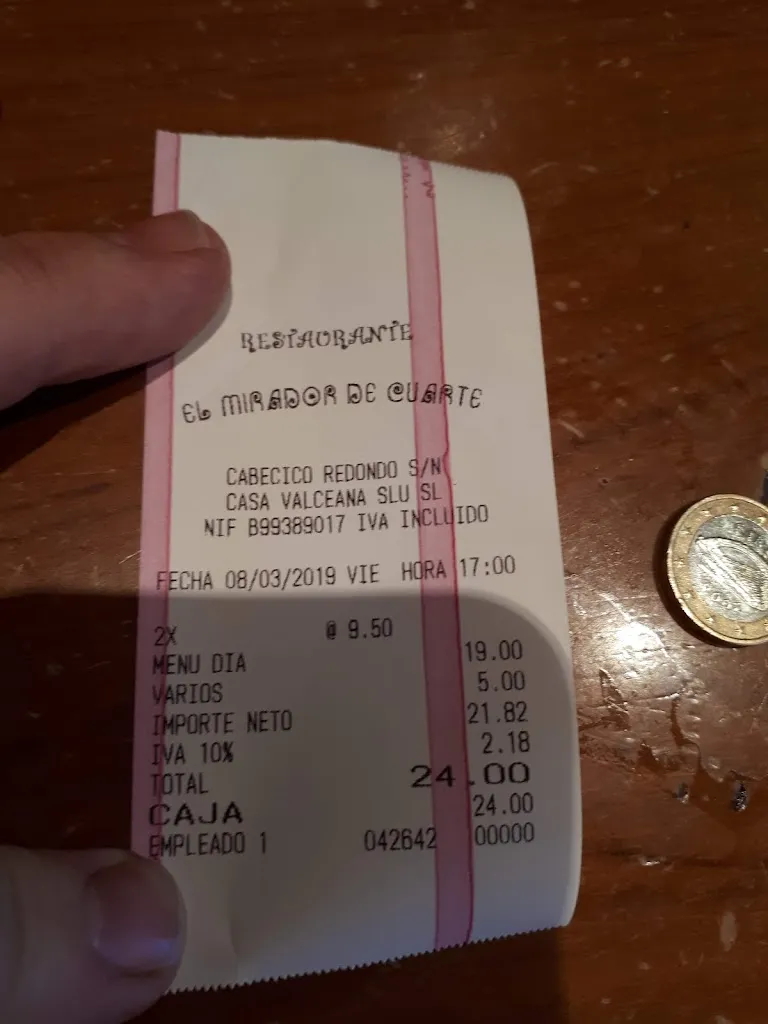 RESTAURANTE
EL MIRADOR DE CUARTE
CABECICO REDONDO S/N
CASA VALCEANA SLU SL
NIF B99389017 IVA INCLUIDO
FECHA 08/03/2019 VIE HORA 17:00
2X @ 9.50
MENU DIA 19.00
VARIOS 5.00
IMPORTE NETO 21.82
IVA 10% 2.18
TOTAL 24.00
CAJA 24.00
EMPLEADO 1 042642 00000